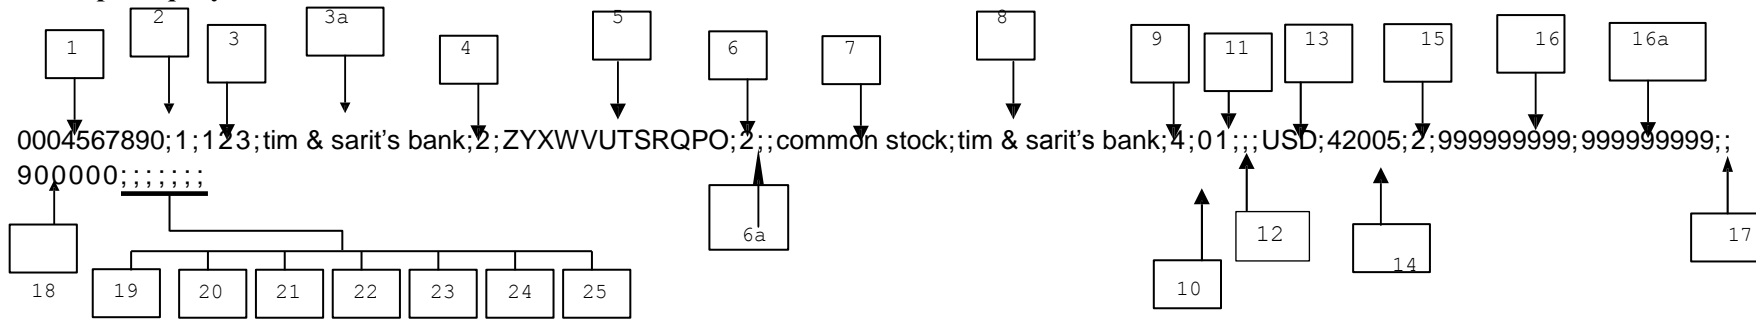 2 3a 5 8 16
1 3 4 6 7 9 11 13 15 16a
0004567890;1;123;tim & sarit's bank;2;ZYXWVUTSRQPO;2;;common stock;tim & sarit's bank;4;01;;;USD;42005;2;999999999;999999999;;
900000;;;;;;;
6a 12 14 17
18 19 20 21 22 23 24 25 10